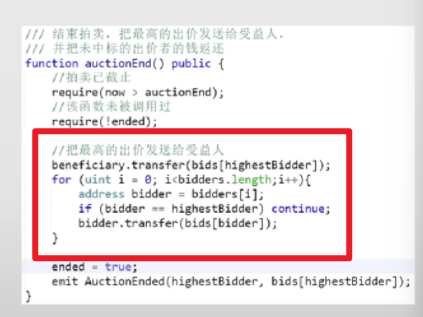 /// 结束拍卖，把最高的出价发送给受益人，
/// 并把未中标的出价者的钱返还
function auctionEnd() public {
//拍卖已截止
require(now > auctionEnd);
//该函数未被调用过
require(!ended);
//把最高的出价发送给受益人
beneficiary.transfer(bids[highestBidder]);
for (uint i = 0; i<bidders.length;i++){
address bidder = bidders[i];
if (bidder == highestBidder) continue;
bidder.transfer(bids[bidder]);
}
ended = true;
emit AuctionEnded(highestBidder, bids[highestBidder]);
}